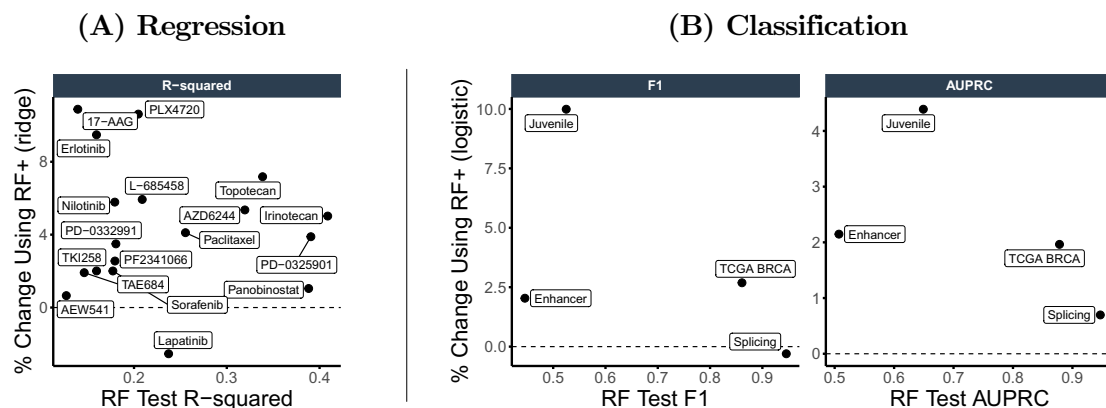 (A) Regression
R−squared
% Change Using RF+ (ridge)
8
4
0
PLX4720
17−AAG
Erlotinib
L−685458
Topotecan
Nilotinib
AZD6244
Irinotecan
PD−0332991
Paclitaxel
TKI258
PF2341066
PD−0325901
TAE684
Panobinostat
AEW541
Sorafenib
Lapatinib
0.2 0.3 0.4
RF Test R−squared
(B) Classification
F1
% Change Using RF+ (logistic)
10.0
7.5
5.0
2.5
0.0
Juvenile
TCGA BRCA
Enhancer
Splicing
0.5 0.6 0.7 0.8 0.9
RF Test F1
AUPRC
4
3
2
1
0
Juvenile
Enhancer
TCGA BRCA
Splicing
0.5 0.6 0.7 0.8 0.9
RF Test AUPRC